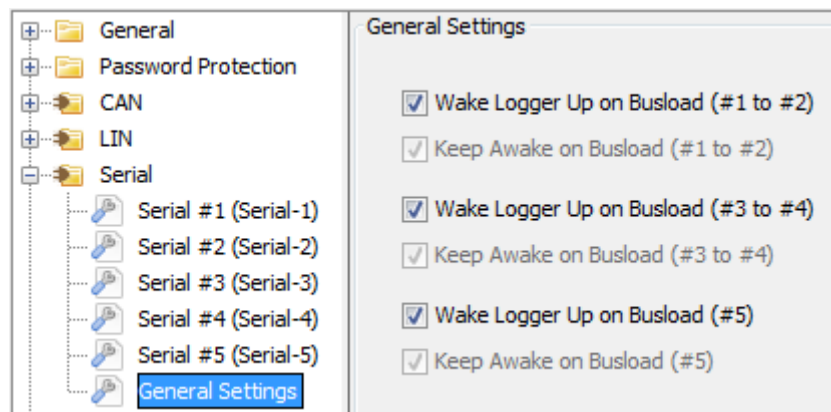 General
Password Protection
CAN
LIN
Serial
Serial #1 (Serial-1)
Serial #2 (Serial-2)
Serial #3 (Serial-3)
Serial #4 (Serial-4)
Serial #5 (Serial-5)
General Settings
General Settings
Wake Logger Up on Busload (#1 to #2)
Keep Awake on Busload (#1 to #2)
Wake Logger Up on Busload (#3 to #4)
Keep Awake on Busload (#3 to #4)
Wake Logger Up on Busload (#5)
Keep Awake on Busload (#5)